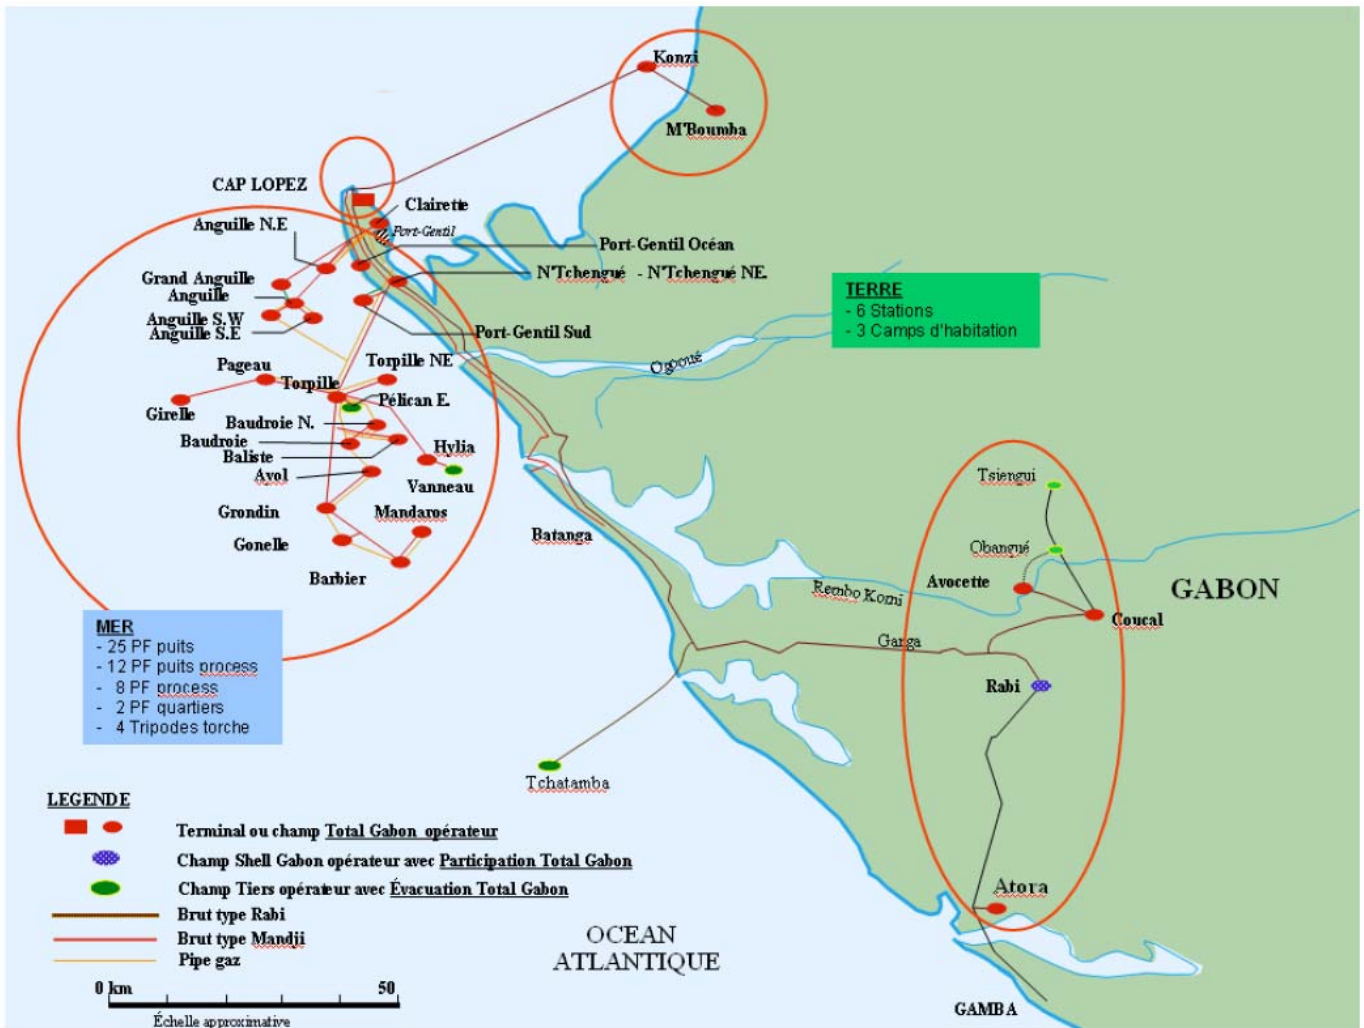 Konzi
M'Boumba
CAP LOPEZ
Clairette
Anguille N.E
Port-Gentil
Port-Gentil Océan
Grand Anguille
N'Tchengué - N'Tchengué NE.
Anguille
TERRE
- 6 Stations
- 3 Camps d'habitation
Anguille S.W
Anguille S.E
Port-Gentil Sud
Ogooué
Pageau
Torpille NE
Torpille
Girelle
Pélican E.
Baudroie N.
Baudroie
Baliste
Hylia
Ayol
Vanneau
Tsiengui
Grondin
Mandaros
Gonelle
Batanga
Obangué
Barbier
Avocette
GABON
Rembo Komi
Coucal
MER
- 25 PF puits
- 12 PF puits process
- 8 PF process
- 2 PF quartiers
- 4 Tripodes torche
Ganga
Rabi
Tchatamba
LEGENDE
Terminal ou champ Total Gabon opérateur
Champ Shell Gabon opérateur avec Participation Total Gabon
Champ Tiers opérateur avec Évacuation Total Gabon
Brut type Rabi
Brut type Mandji
Pipe gaz
Atora
OCEAN
ATLANTIQUE
0 km 50
Échelle approximative
GAMBA